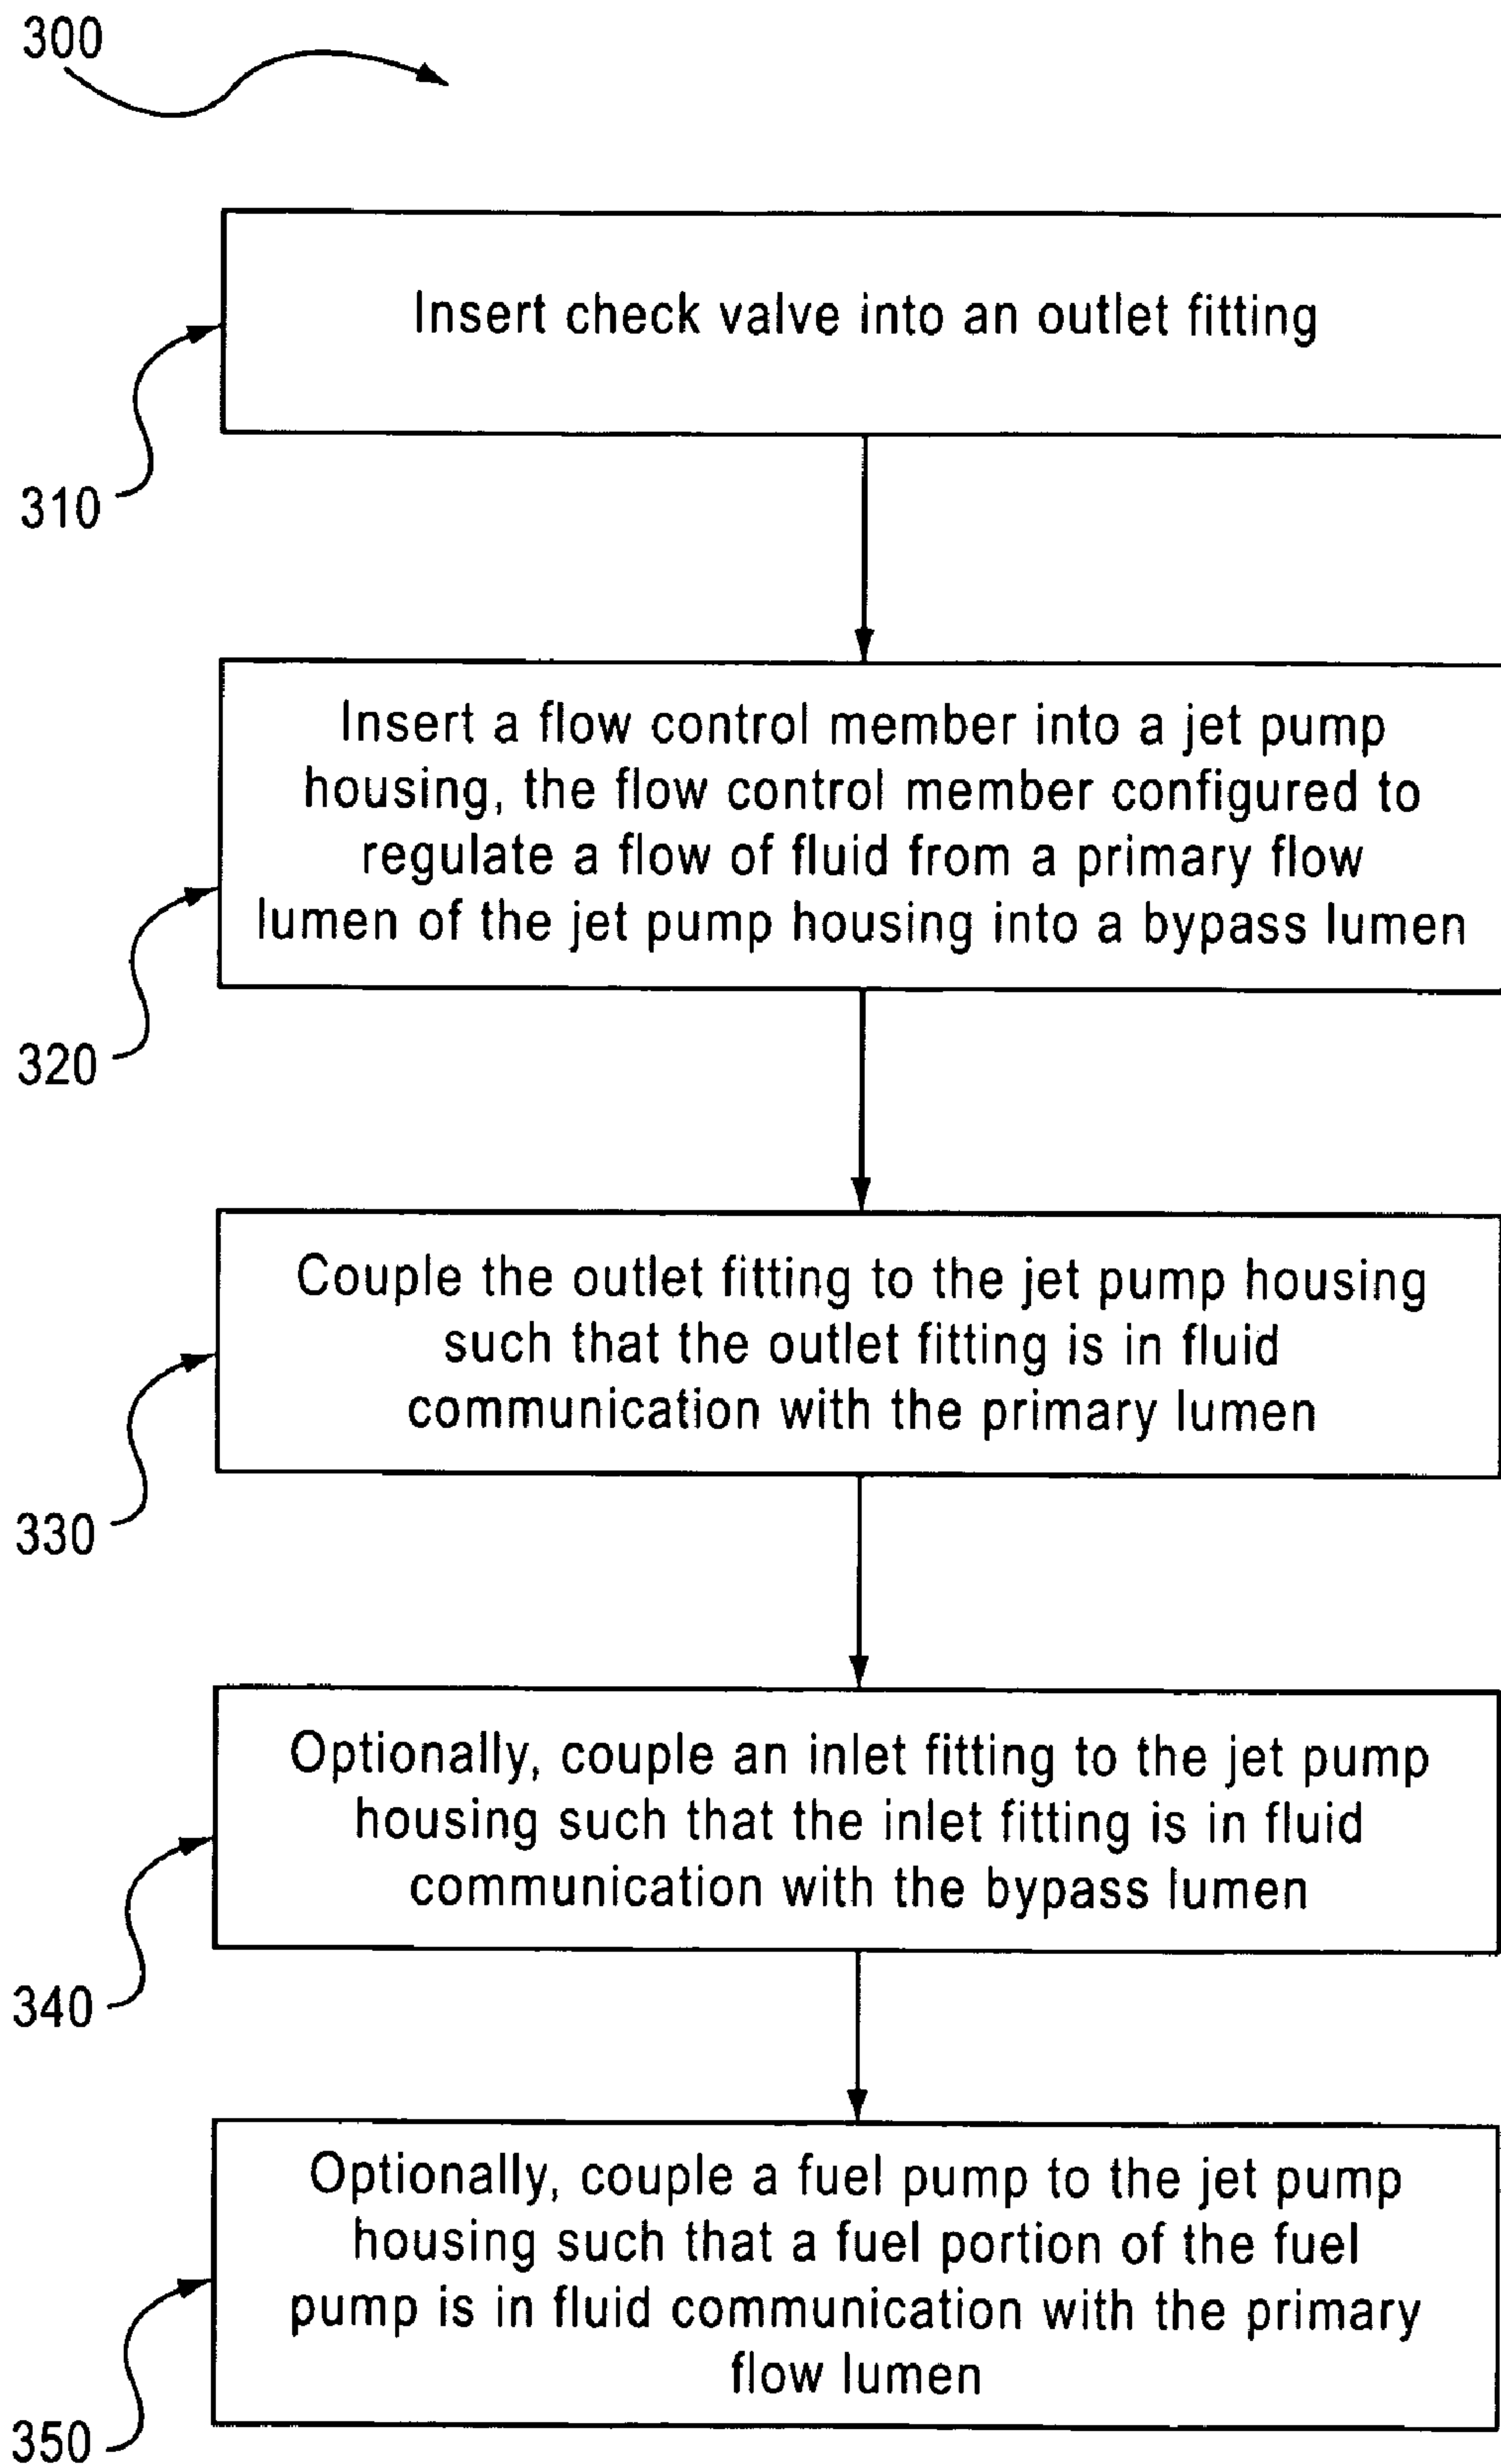 300
Insert check valve into an outlet fitting
310
Insert a flow control member into a jet pump
housing, the flow control member configured to
regulate a flow of fluid from a primary flow
lumen of the jet pump housing into a bypass lumen
320
Couple the outlet fitting to the jet pump housing
such that the outlet fitting is in fluid
communication with the primary lumen
330
Optionally, couple an inlet fitting to the jet pump
housing such that the inlet fitting is in fluid
communication with the bypass lumen
340
Optionally, couple a fuel pump to the jet pump
housing such that a fuel portion of the fuel
pump is in fluid communication with the primary
flow lumen
350